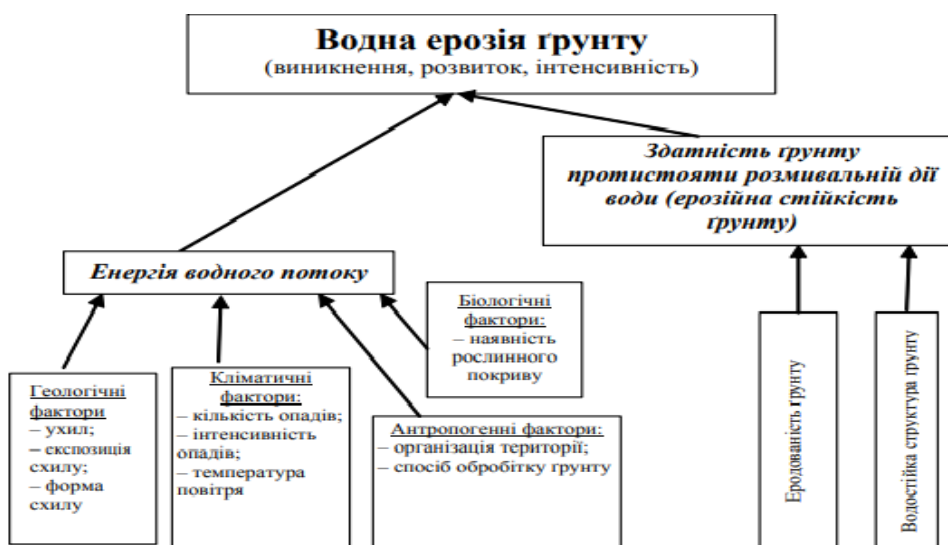 Водна ерозія ґрунту
(виникнення, розвиток, інтенсивність)
Здатність ґрунту
протистояти розмивальній дії
води (ерозійна стійкість
ґрунту)
Енергія водного потоку
Біологічні
фактори:
– наявність
рослинного
покриву
Геологічні
фактори
– ухил;
– експозиція
схилу;
– форма
схилу
Кліматичні
фактори:
– кількість опадів;
– інтенсивність
опадів;
– температура
повітря
Антропогенні фактори:
– організація території;
– спосіб обробітку ґрунту
Еродованість ґрунту
Водостійка структура ґрунту